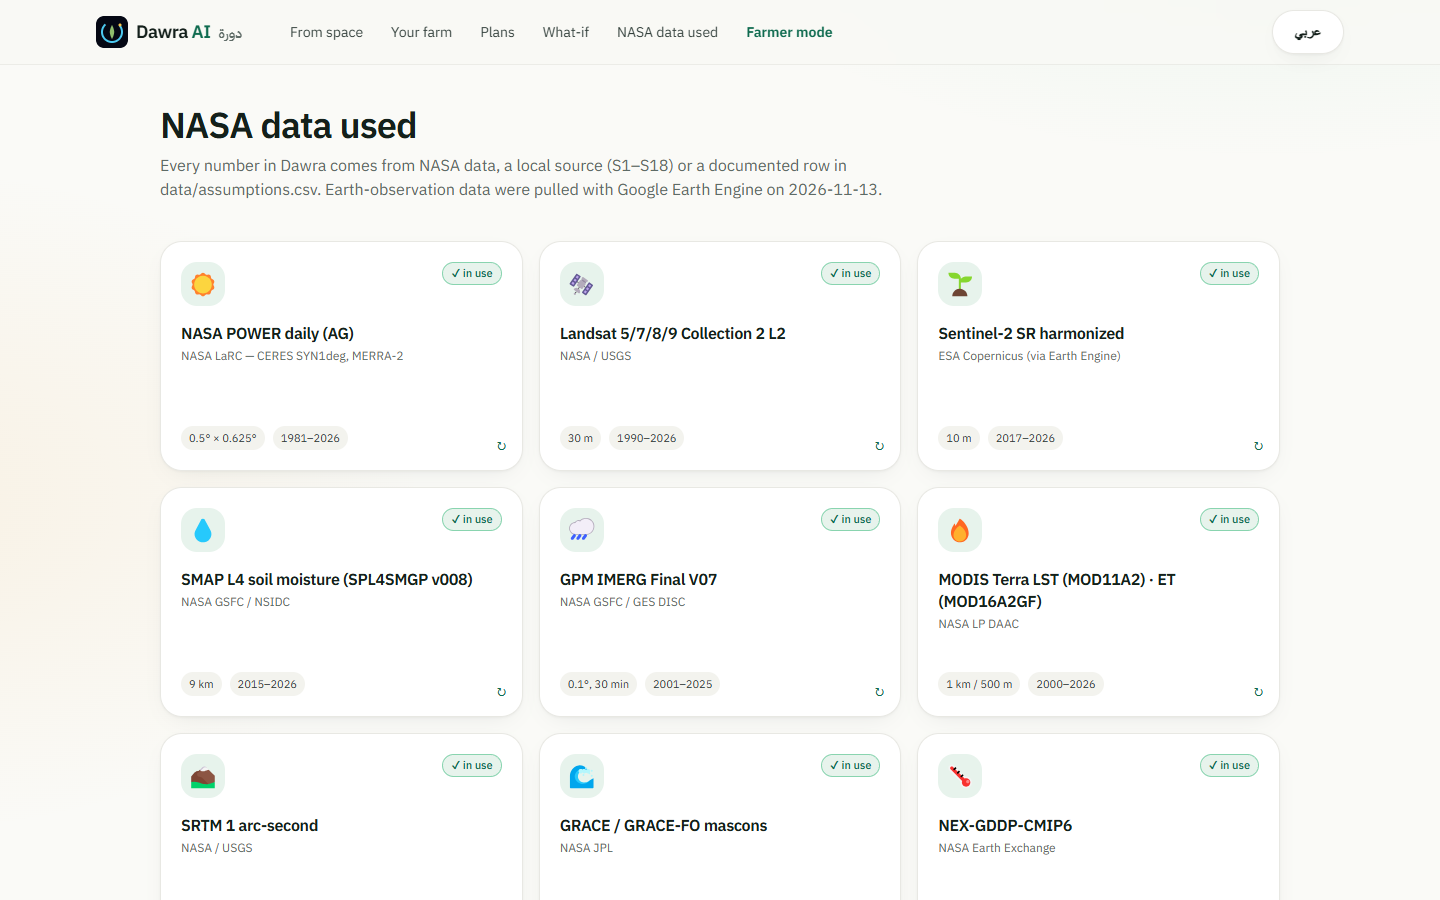 Dawra AI دورة
From space
Your farm
Plans
What-if
NASA data used
Farmer mode
عربي
NASA data used
Every number in Dawra comes from NASA data, a local source (S1–S18) or a documented row in
data/assumptions.csv. Earth-observation data were pulled with Google Earth Engine on 2026-11-13.
✓ in use
NASA POWER daily (AG)
NASA LaRC — CERES SYN1deg, MERRA-2
0.5° × 0.625°
1981–2026
↻
✓ in use
Landsat 5/7/8/9 Collection 2 L2
NASA / USGS
30 m
1990–2026
↻
✓ in use
Sentinel-2 SR harmonized
ESA Copernicus (via Earth Engine)
10 m
2017–2026
↻
✓ in use
SMAP L4 soil moisture (SPL4SMGP v008)
NASA GSFC / NSIDC
9 km
2015–2026
↻
✓ in use
GPM IMERG Final V07
NASA GSFC / GES DISC
0.1°, 30 min
2001–2025
↻
✓ in use
MODIS Terra LST (MOD11A2) · ET
(MOD16A2GF)
NASA LP DAAC
1 km / 500 m
2000–2026
↻
✓ in use
SRTM 1 arc-second
NASA / USGS
✓ in use
GRACE / GRACE-FO mascons
NASA JPL
✓ in use
NEX-GDDP-CMIP6
NASA Earth Exchange